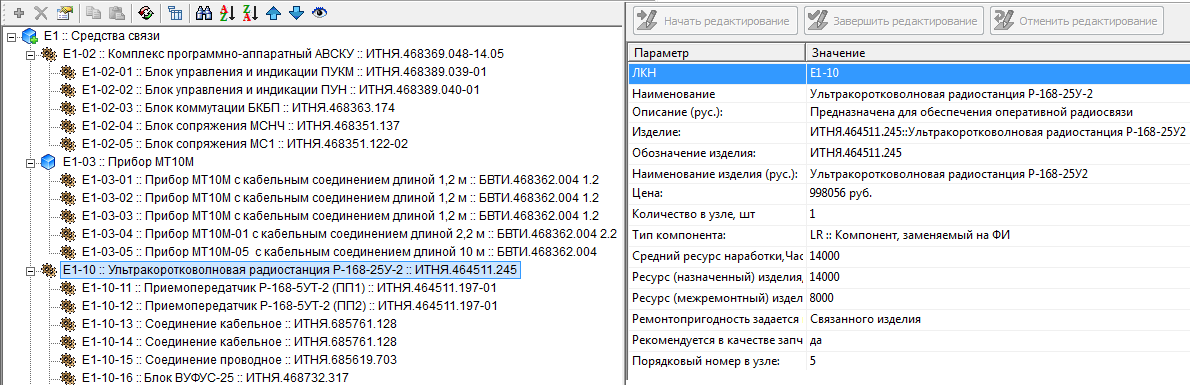 E1 :: Средства связи
E1-02 :: Комплекс программно-аппаратный АВСКУ :: ИТНЯ.468369.048-14.05
E1-02-01 :: Блок управления и индикации ПУКМ :: ИТНЯ.468389.039-01
E1-02-02 :: Блок управления и индикации ПУН :: ИТНЯ.468389.040-01
E1-02-03 :: Блок коммутации БКБП :: ИТНЯ.468363.174
E1-02-04 :: Блок сопряжения МСНЧ :: ИТНЯ.468351.137
E1-02-05 :: Блок сопряжения МС1 :: ИТНЯ.468351.122-02
E1-03 :: Прибор МТ10М
E1-03-01 :: Прибор МТ10М с кабельным соединением длиной 1,2 м :: БВТИ.468362.004 1.2
E1-03-02 :: Прибор МТ10М с кабельным соединением длиной 1,2 м :: БВТИ.468362.004 1.2
E1-03-03 :: Прибор МТ10М с кабельным соединением длиной 1,2 м :: БВТИ.468362.004 1.2
E1-03-04 :: Прибор МТ10М-01 с кабельным соединением длиной 2,2 м :: БВТИ.468362.004 2.2
E1-03-05 :: Прибор МТ10М-05 с кабельным соединением длиной 10 м :: БВТИ.468362.004
E1-10 :: Ультракоротковолновая радиостанция Р-168-25У-2 :: ИТНЯ.464511.245
E1-10-11 :: Приемопередатчик Р-168-5УТ-2 (ПП1) :: ИТНЯ.464511.197-01
E1-10-12 :: Приемопередатчик Р-168-5УТ-2 (ПП2) :: ИТНЯ.464511.197-01
E1-10-13 :: Соединение кабельное :: ИТНЯ.685761.128
E1-10-14 :: Соединение кабельное :: ИТНЯ.685761.128
E1-10-15 :: Соединение проводное :: ИТНЯ.685619.703
E1-10-16 :: Блок ВУФУС-25 :: ИТНЯ.468732.317
Начать редактирование Завершить редактирование Отменить редактирование
Параметр Значение
ЛКН E1-10
Наименование Ультракоротковолновая радиостанция Р-168-25У-2
Описание (рус.): Предназначена для обеспечения оперативной радиосвязи
Изделие: ИТНЯ.464511.245::Ультракоротковолновая радиостанция Р-168-25У2
Обозначение изделия: ИТНЯ.464511.245
Наименование изделия (рус.): Ультракоротковолновая радиостанция Р-168-25У2
Цена: 998056 руб.
Количество в узле, шт 1
Тип компонента: LR :: Компонент, заменяемый на ФИ
Средний ресурс наработки,Час 14000
Ресурс (назначенный) изделия, 14000
Ресурс (межремонтный) издел 8000
Ремонтопригодность задается Связанного изделия
Рекомендуется в качестве запч да
Порядковый номер в узле: 5